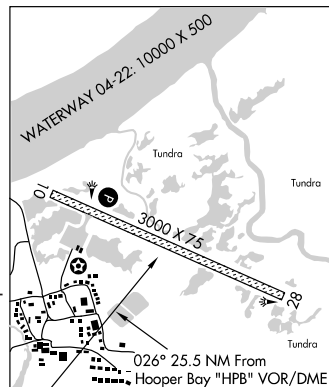 WATERWAY 04-22: 10000 X 500
Tundra
Tundra
P
10
3000 X 75
28
Tundra
026° 25.5 NM From
Hooper Bay "HPB" VOR/DME